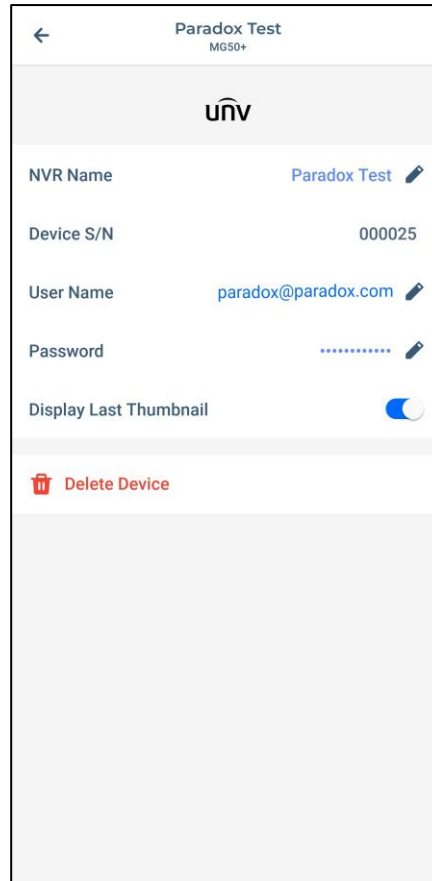 Paradox Test
MG50+
unv
NVR Name Paradox Test
Device S/N 000025
User Name paradox@paradox.com
Password ••••••••••••
Display Last Thumbnail
Delete Device